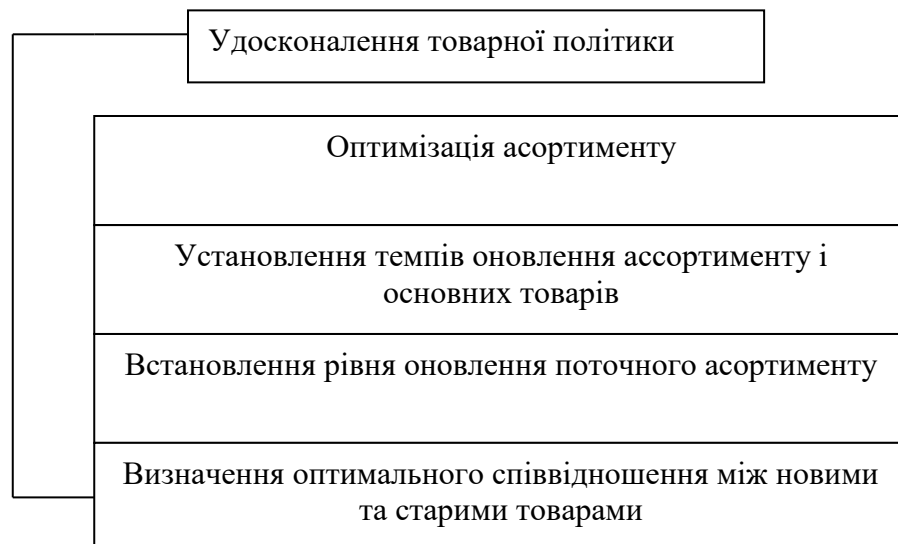 Удосконалення товарної політики
Оптимізація асортименту
Установлення темпів оновлення ассортименту і
основних товарів
Встановлення рівня оновлення поточного асортименту
Визначення оптимального співвідношення між новими
та старими товарами